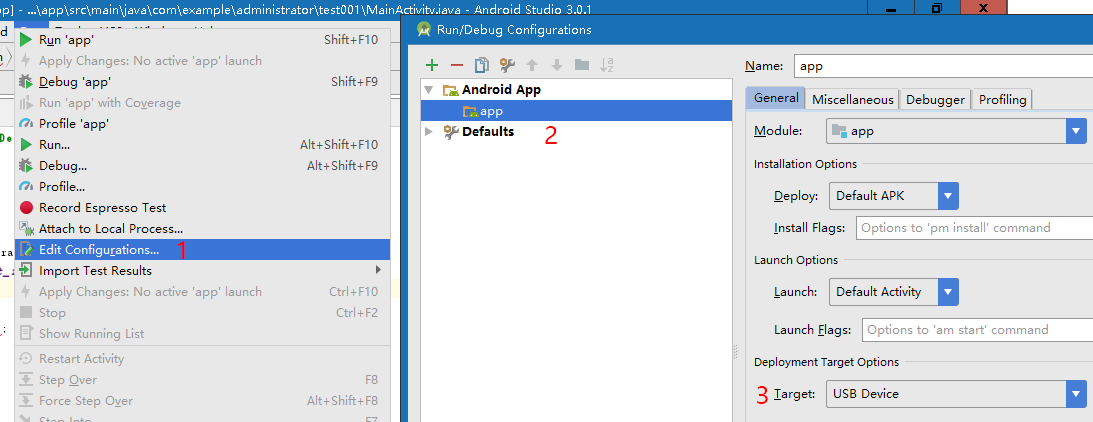 p] - ...\app\src\main\java\com\example\administrator\test001\MainActivity.java - Android Studio 3.0.1
Run 'app' Shift+F10
Apply Changes: No active 'app' launch
Debug 'app' Shift+F9
Run 'app' with Coverage
Profile 'app'
Run... Alt+Shift+F10
Debug... Alt+Shift+F9
Profile...
Record Espresso Test
Attach to Local Process...
Edit Configurations... 1
Import Test Results
Apply Changes: No active 'app' launch Ctrl+F10
Stop Ctrl+F2
Show Running List
Restart Activity
Step Over F8
Force Step Over Alt+Shift+F8
Step Into F7
Run/Debug Configurations
Android App
app
Defaults 2
Name: app
General Miscellaneous Debugger Profiling
Module: app
Installation Options
Deploy: Default APK
Install Flags: Options to 'pm install' command
Launch Options
Launch: Default Activity
Launch Flags: Options to 'am start' command
Deployment Target Options
3 Target: USB Device